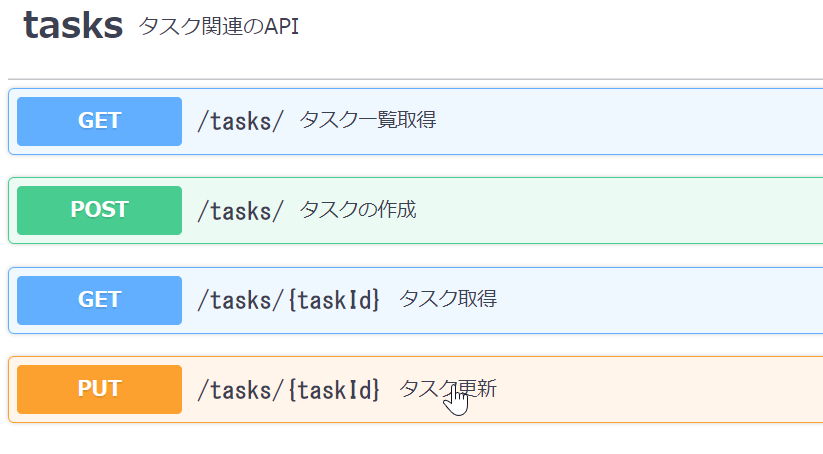 tasks タスク関連のAPI
GET /tasks/ タスク一覧取得
POST /tasks/ タスクの作成
GET /tasks/{taskId} タスク取得
PUT /tasks/{taskId} タスク更新